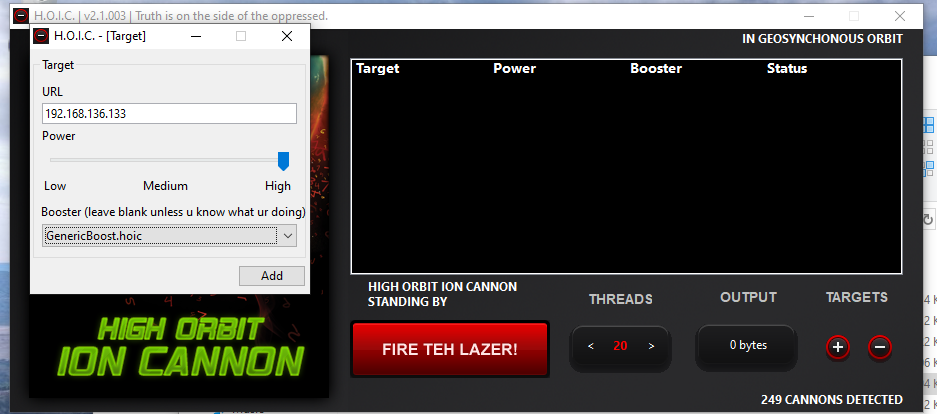 H.O.I.C. | v2.1.003 | Truth is on the side of the oppressed.
H.O.I.C. - [Target]
Target
URL
192.168.136.133
Power
Low Medium High
Booster (leave blank unless u know what ur doing)
GenericBoost.hoic
Add
HIGH ORBIT
ION CANNON
IN GEOSYNCHONOUS ORBIT
Target Power Booster Status
HIGH ORBIT ION CANNON
STANDING BY
FIRE TEH LAZER!
THREADS
< 20 >
OUTPUT
0 bytes
TARGETS
249 CANNONS DETECTED